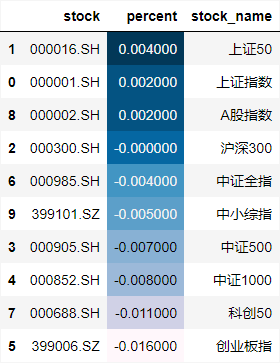 stock percent stock_name
1 000016.SH 0.004000 上证50
0 000001.SH 0.002000 上证指数
8 000002.SH 0.002000 A股指数
2 000300.SH -0.000000 沪深300
6 000985.SH -0.004000 中证全指
9 399101.SZ -0.005000 中小综指
3 000905.SH -0.007000 中证500
4 000852.SH -0.008000 中证1000
7 000688.SH -0.011000 科创50
5 399006.SZ -0.016000 创业板指